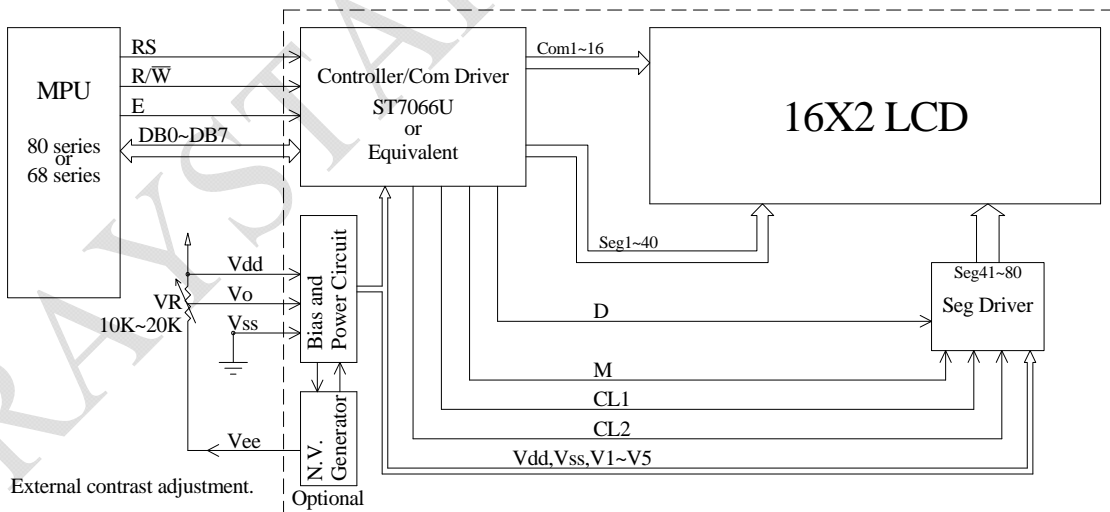 MPU
80 series
or
68 series
RS
R/W̅
E
DB0~DB7
Controller/Com Driver
ST7066U
or
Equivalent
Com1~16
16X2 LCD
Seg1~40
Seg41~80
Seg Driver
Vdd
Vo
Vss
VR
10K~20K
Bias and
Power Circuit
D
M
CL1
CL2
Vdd,Vss,V1~V5
Vee
N.V.
Generator
Optional
External contrast adjustment.
RAYSTA